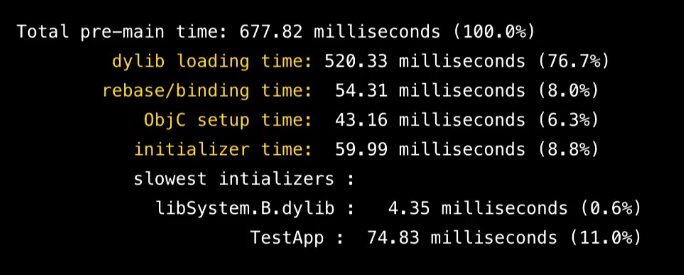 Total pre-main time: 677.82 milliseconds (100.0%)
dylib loading time: 520.33 milliseconds (76.7%)
rebase/binding time: 54.31 milliseconds (8.0%)
ObjC setup time: 43.16 milliseconds (6.3%)
initializer time: 59.99 milliseconds (8.8%)
slowest intializers :
libSystem.B.dylib : 4.35 milliseconds (0.6%)
TestApp : 74.83 milliseconds (11.0%)